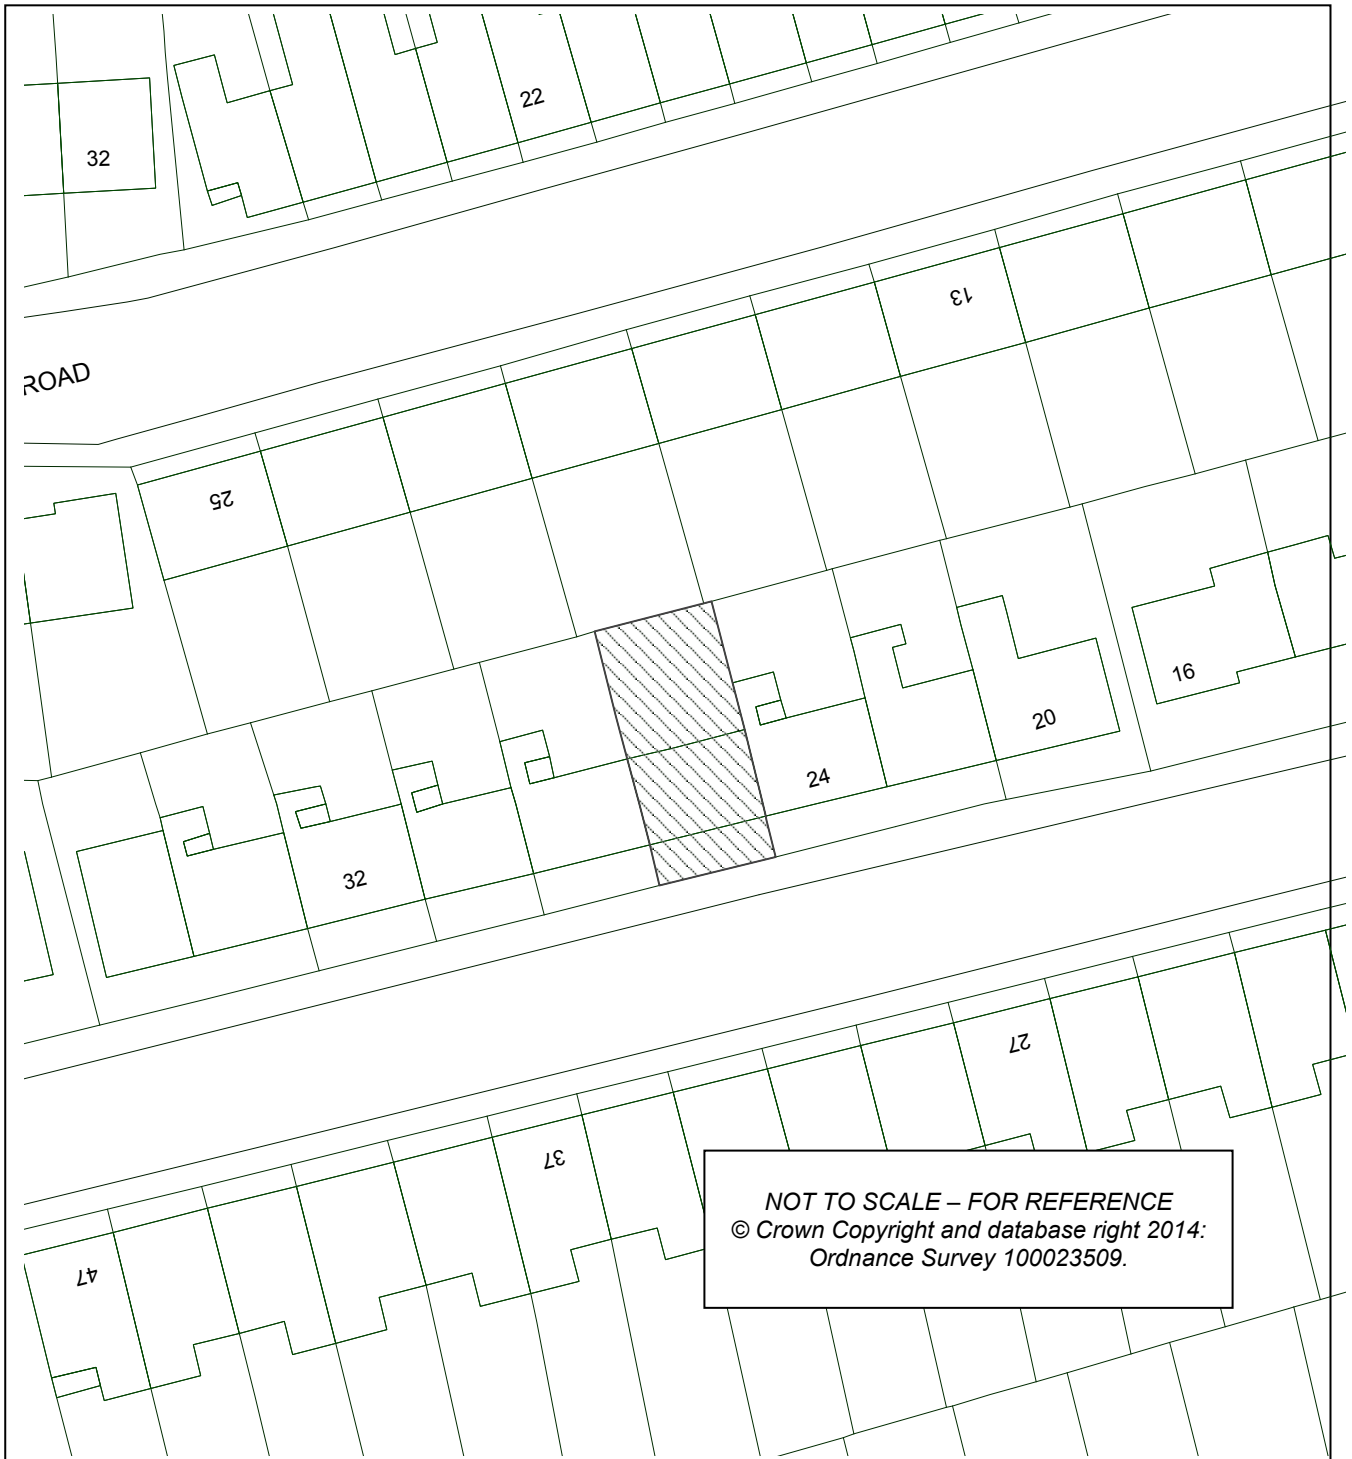 22
32
13
ROAD
25
16
20
24
32
27
37
NOT TO SCALE – FOR REFERENCE
© Crown Copyright and database right 2014:
Ordnance Survey 100023509.
47